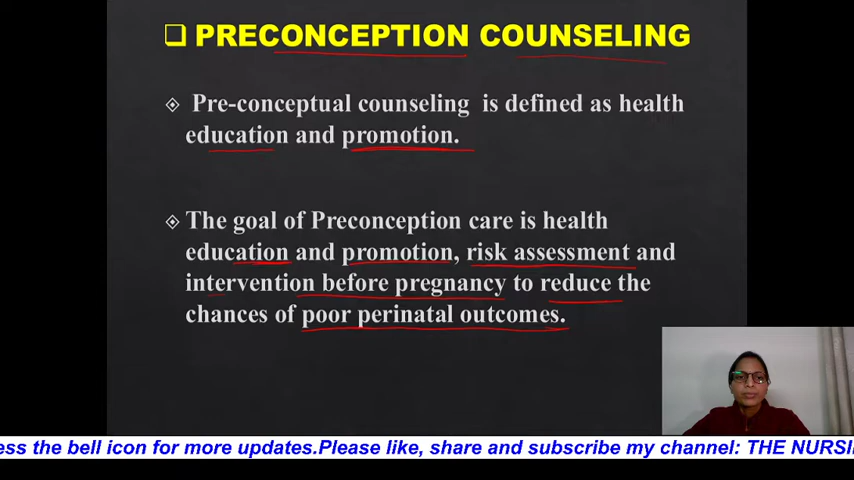 PRECONCEPTION COUNSELING
Pre-conceptual counseling is defined as health
education and promotion.
The goal of Preconception care is health
education and promotion, risk assessment and
intervention before pregnancy to reduce the
chances of poor perinatal outcomes.
ess the bell icon for more updates.Please like, share and subscribe my channel: THE NURSI